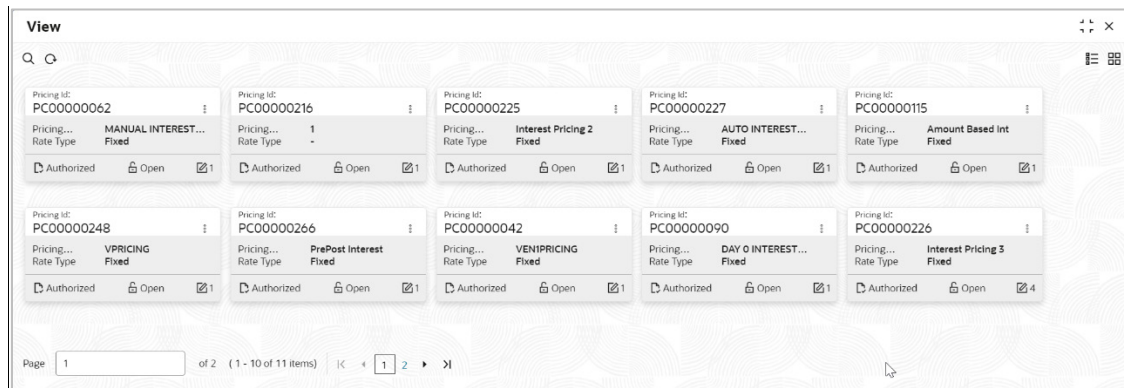 View
Pricing Id:
PC00000062
Pricing... MANUAL INTEREST...
Rate Type Fixed
Authorized Open 1
Pricing Id:
PC00000216
Pricing... 1
Rate Type -
Authorized Open 1
Pricing Id:
PC00000225
Pricing... Interest Pricing 2
Rate Type Fixed
Authorized Open 1
Pricing Id:
PC00000227
Pricing... AUTO INTEREST...
Rate Type Fixed
Authorized Open 1
Pricing Id:
PC00000115
Pricing... Amount Based Int
Rate Type Fixed
Authorized Open 1
Pricing Id:
PC00000248
Pricing... VPRICING
Rate Type Fixed
Authorized Open 1
Pricing Id:
PC00000266
Pricing... PrePost Interest
Rate Type Fixed
Authorized Open 1
Pricing Id:
PC00000042
Pricing... VEN1PRICING
Rate Type Fixed
Authorized Open 1
Pricing Id:
PC00000090
Pricing... DAY 0 INTEREST...
Rate Type Fixed
Authorized Open 1
Pricing Id:
PC00000226
Pricing... Interest Pricing 3
Rate Type Fixed
Authorized Open 4
Page 1 of 2 (1 - 10 of 11 items) 1 2